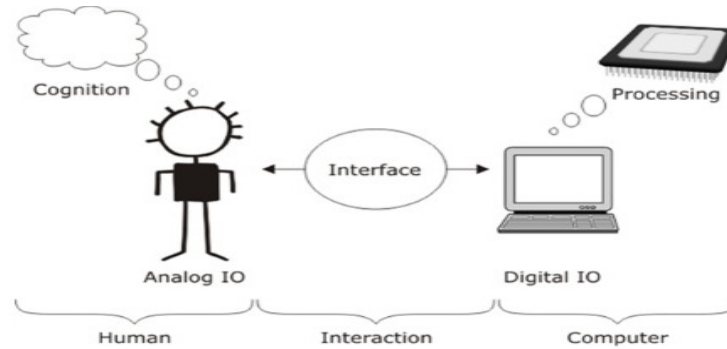 Cognition
Processing
Interface
Analog IO
Digital IO
Human
Interaction
Computer